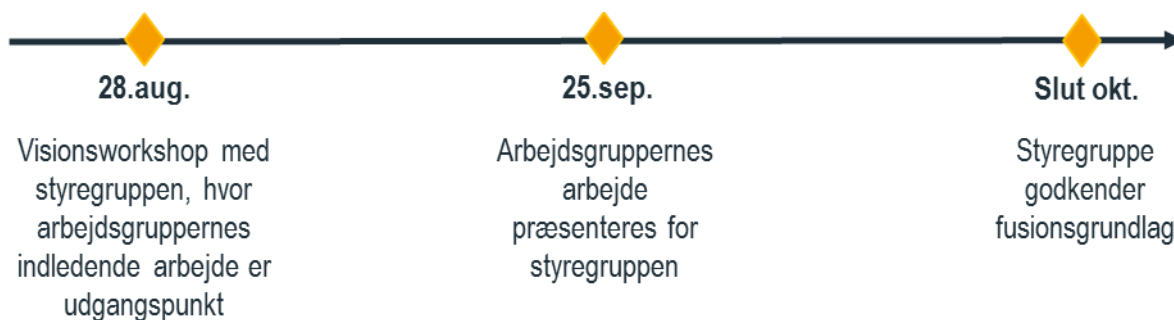 28.aug.
Visionsworkshop med
styregruppen, hvor
arbejdsgruppernes
indledende arbejde er
udgangspunkt
25.sep.
Arbejdsgruppernes
arbejde
præsenteres for
styregruppen
Slut okt.
Styregruppe
godkender
fusionsgrundlag